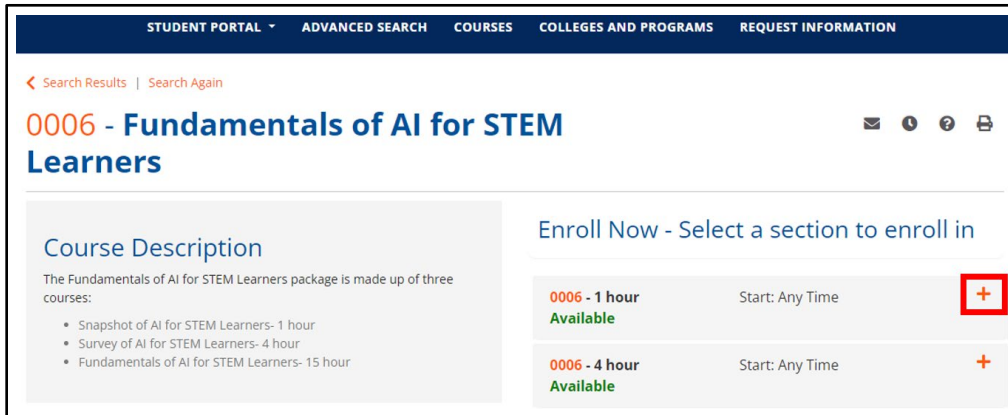 STUDENT PORTAL ADVANCED SEARCH COURSES COLLEGES AND PROGRAMS REQUEST INFORMATION
Search Results | Search Again
0006 - Fundamentals of AI for STEM
Learners
Course Description
The Fundamentals of AI for STEM Learners package is made up of three
courses:
• Snapshot of AI for STEM Learners- 1 hour
• Survey of AI for STEM Learners- 4 hour
• Fundamentals of AI for STEM Learners- 15 hour
Enroll Now - Select a section to enroll in
0006 - 1 hour Start: Any Time +
Available
0006 - 4 hour Start: Any Time +
Available